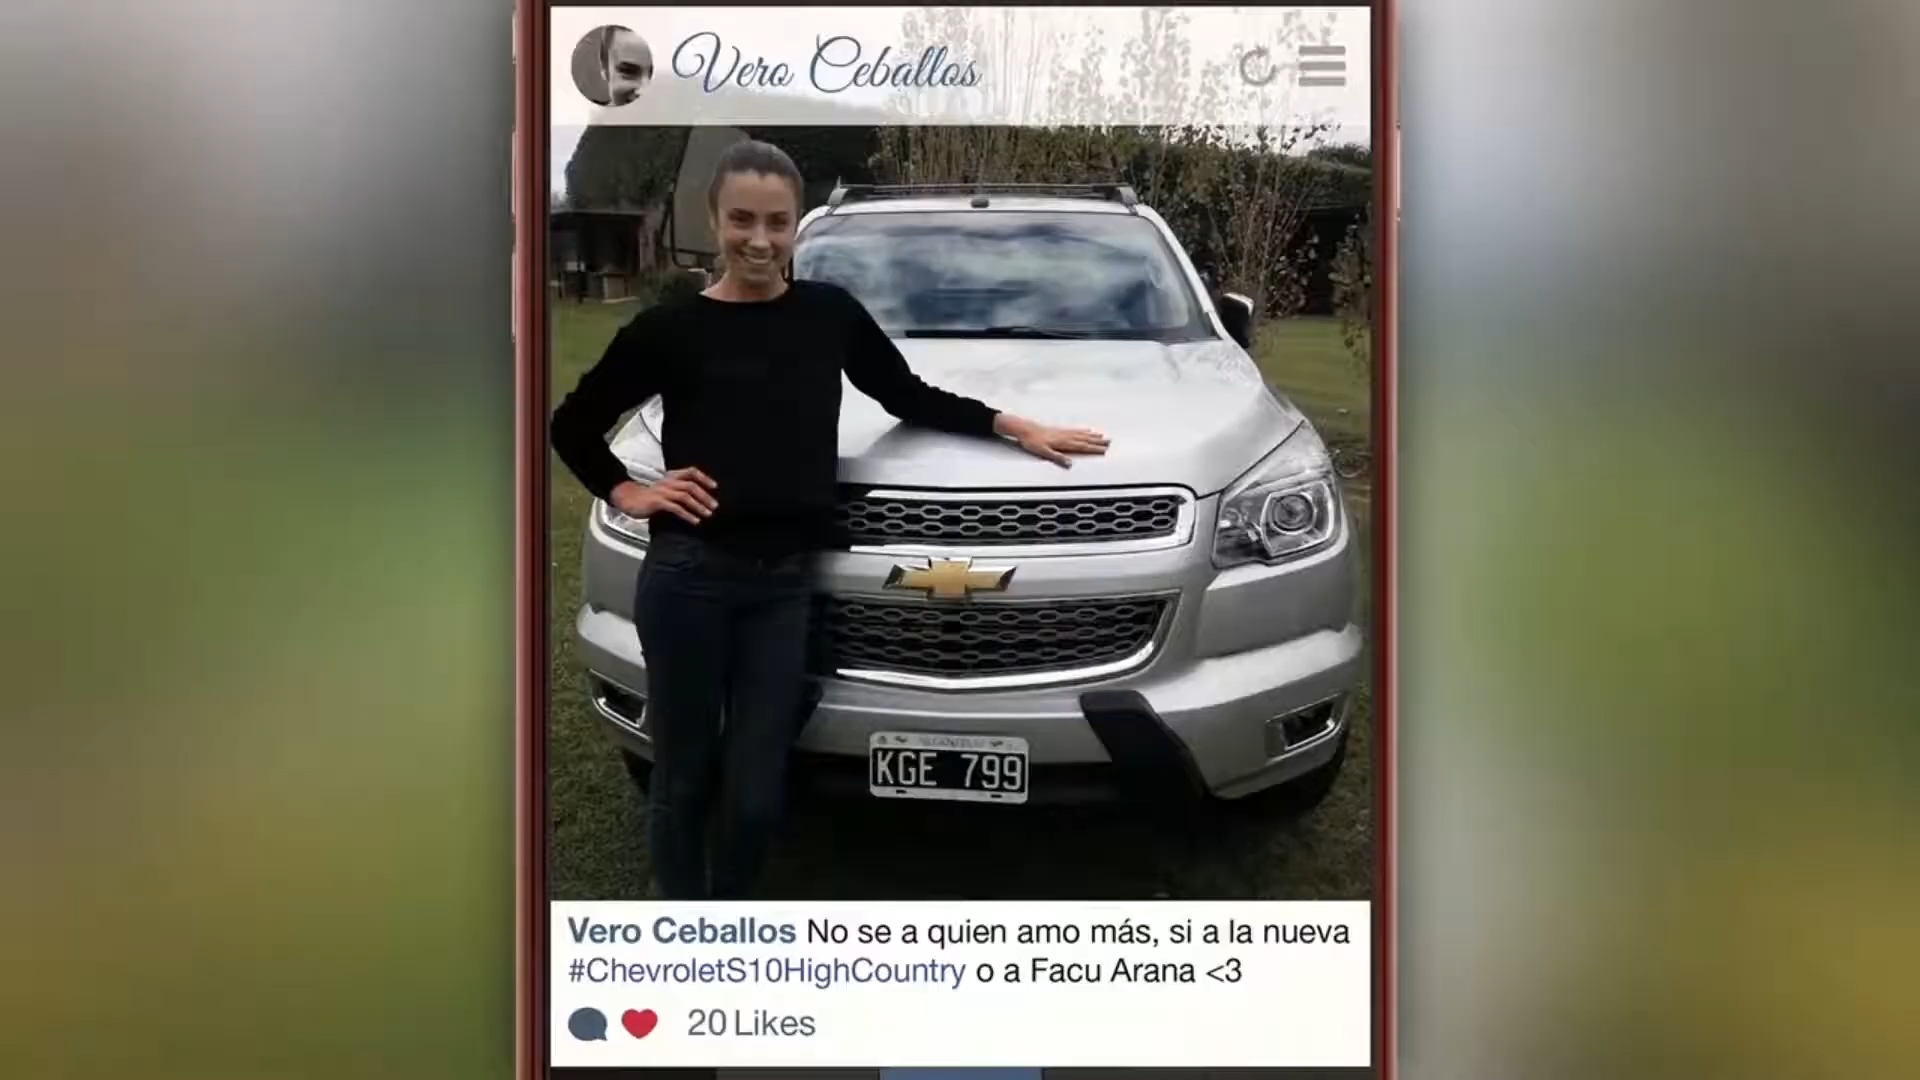 Vero Ceballos
KGE 799
Vero Ceballos No se a quien amo más, si a la nueva
#ChevroletS10HighCountry o a Facu Arana <3
20 Likes